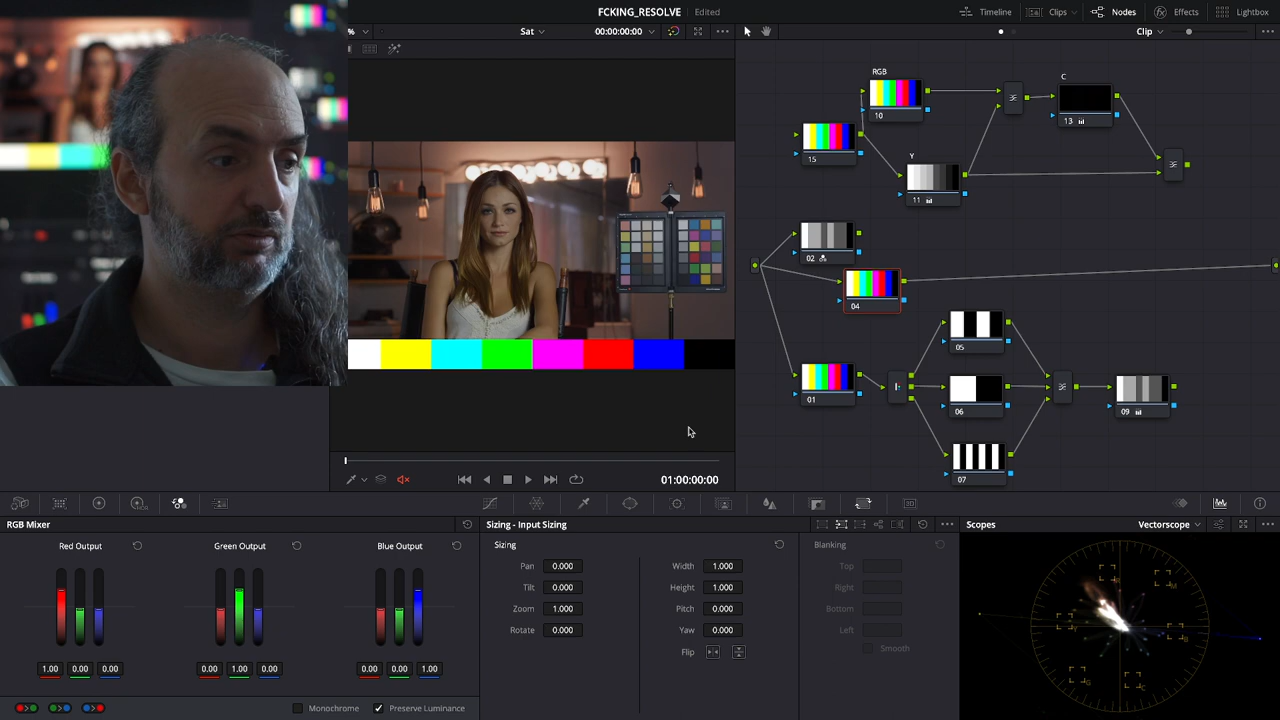 FCKING_RESOLVE Edited
Timeline Clips Nodes Effects Lightbox
% Sat 00:00:00:00 Clip
RGB
10
C
13
15
Y
11
02
04
05
01
06
09
07
01:00:00:00
RGB Mixer
Red Output Green Output Blue Output
1.00 0.00 0.00 0.00 1.00 0.00 0.00 0.00 1.00
Monochrome Preserve Luminance
Sizing - Input Sizing
Sizing
Pan 0.000 Width 1.000
Tilt 0.000 Height 1.000
Zoom 1.000 Pitch 0.000
Rotate 0.000 Yaw 0.000
Flip
Blanking
Top
Right
Bottom
Left
Smooth
Scopes Vectorscope